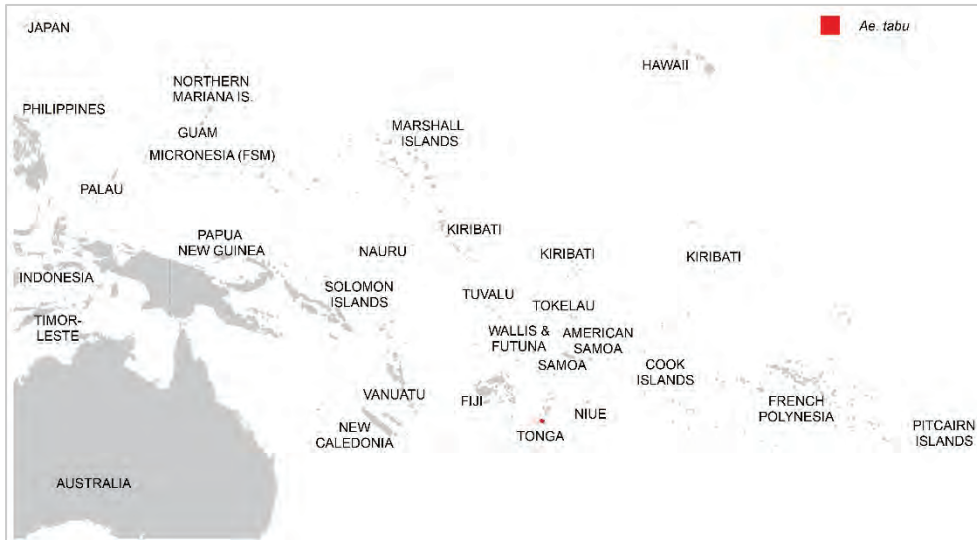 JAPAN
Ae. tabu
HAWAII
NORTHERN
MARIANA IS.
PHILIPPINES
GUAM
MARSHALL
ISLANDS
MICRONESIA (FSM)
PALAU
KIRIBATI
PAPUA
NEW GUINEA
NAURU
KIRIBATI
KIRIBATI
INDONESIA
SOLOMON
ISLANDS
TUVALU
TOKELAU
TIMOR-
LESTE
WALLIS &
FUTUNA
AMERICAN
SAMOA
SAMOA
COOK
ISLANDS
VANUATU
FIJI
NIUE
FRENCH
POLYNESIA
NEW
CALEDONIA
TONGA
PITCAIRN
ISLANDS
AUSTRALIA